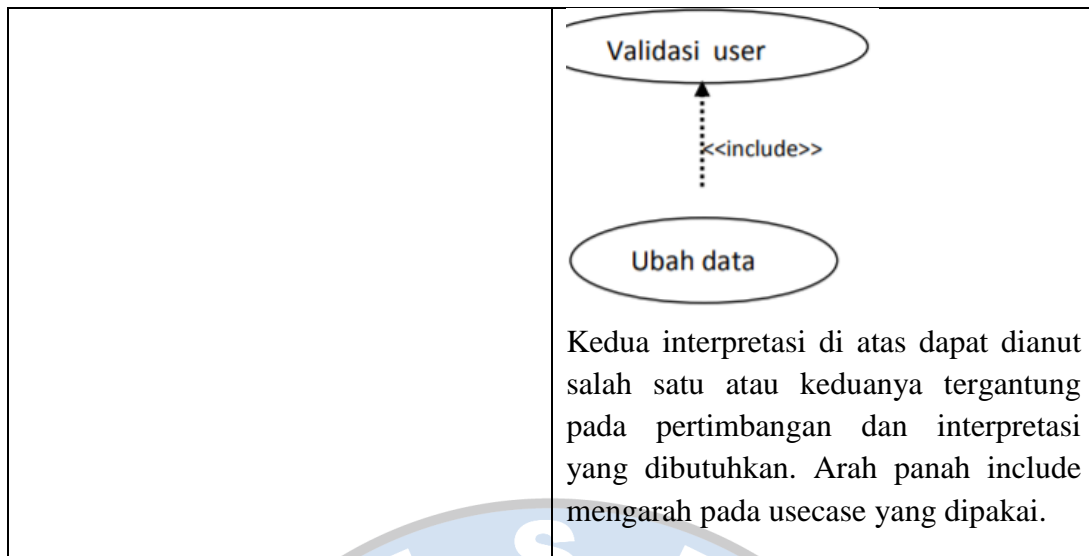 Validasi user
<<include>>
Ubah data
Kedua interpretasi di atas dapat dianut
salah satu atau keduanya tergantung
pada pertimbangan dan interpretasi
yang dibutuhkan. Arah panah include
mengarah pada usecase yang dipakai.